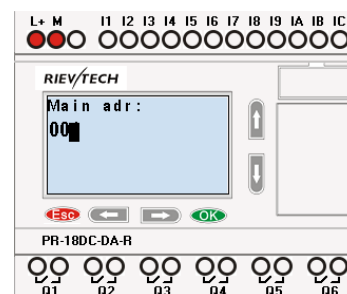 L+ M I1 I2 I3 I4 I5 I6 I7 I8 I9 IA IB IC
RIEVTECH
Main adr:
00
Esc OK
PR-18DC-DA-R
Q1 Q2 Q3 Q4 Q5 Q6